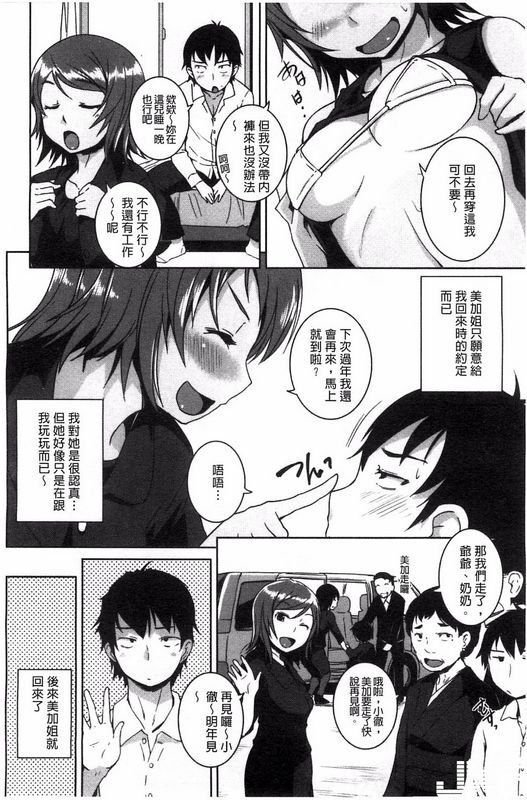 回去再穿這我
可不要～
但我又沒帶內
褲來也沒辦法
呵呵～
欸欸～妳在
這兒睡一晚
也行吧
不行不行～
我還有工作
～～呢
美加姐只願意給
我回來時的約定
而已
下次過年我還
會再來，馬上
就到啦？
我對她是很認真…
但她好像只是在跟
我玩玩而已～
唔唔…
つんっ
那我們走了，
爺爺、奶奶。
美加走囉
哦啦，小徹，
美加要走了快
說再見啊。
再見囉～小
徹～明年見
後來美加姐就
回來了